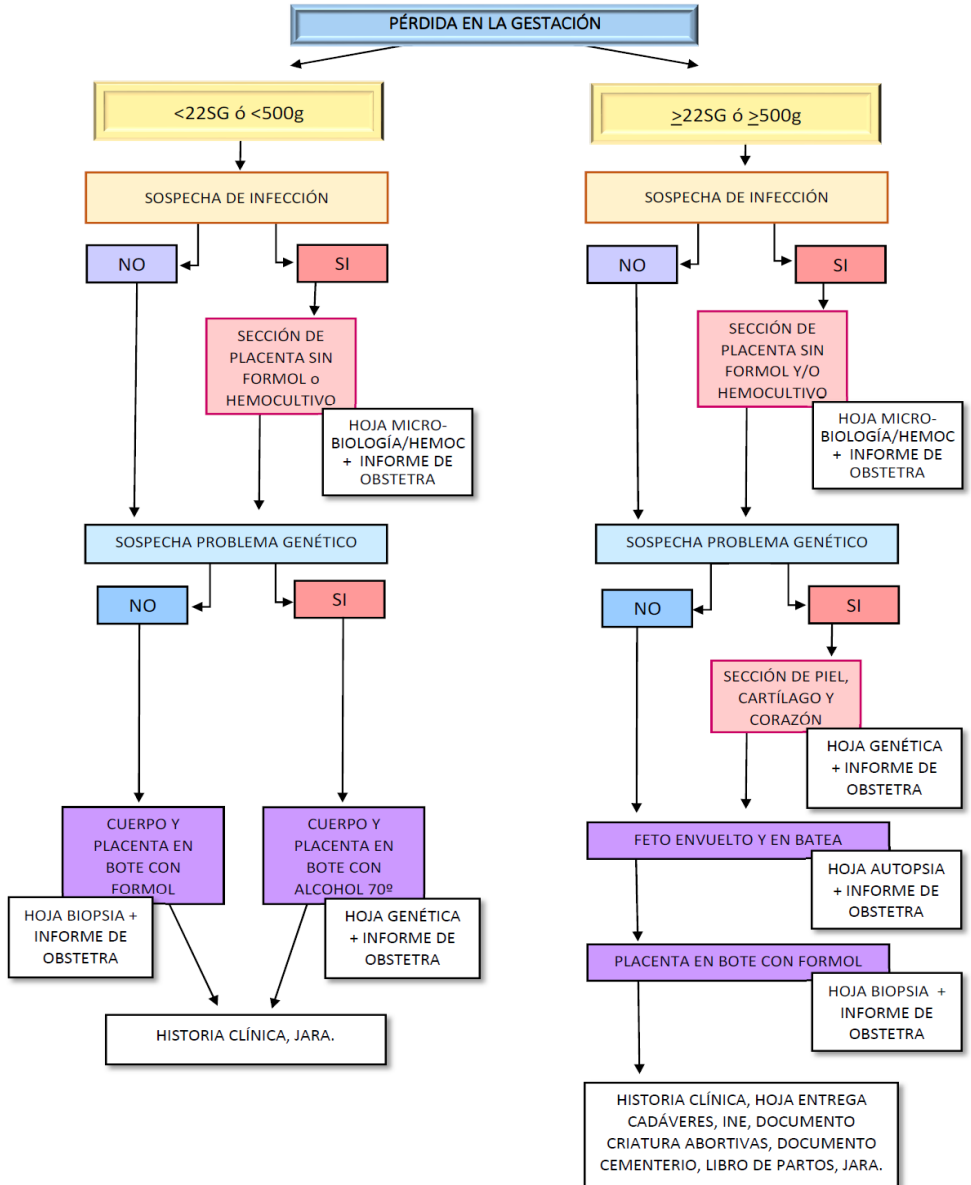 PÉRDIDA EN LA GESTACIÓN
<22SG ó <500g
SOSPECHA DE INFECCIÓN
NO
SI
SECCIÓN DE
PLACENTA SIN
FORMOL o
HEMOCULTIVO
HOJA MICRO-
BIOLOGÍA/HEMOC
+ INFORME DE
OBSTETRA
SOSPECHA PROBLEMA GENÉTICO
NO
SI
CUERPO Y
PLACENTA EN
BOTE CON
FORMOL
HOJA BIOPSIA +
INFORME DE
OBSTETRA
CUERPO Y
PLACENTA EN
BOTE CON
ALCOHOL 70º
HOJA GENÉTICA
+ INFORME DE
OBSTETRA
HISTORIA CLÍNICA, JARA.
≥22SG ó ≥500g
SOSPECHA DE INFECCIÓN
NO
SI
SECCIÓN DE
PLACENTA SIN
FORMOL Y/O
HEMOCULTIVO
HOJA MICRO-
BIOLOGÍA/HEMOC
+ INFORME DE
OBSTETRA
SOSPECHA PROBLEMA GENÉTICO
NO
SI
SECCIÓN DE PIEL,
CARTÍLAGO Y
CORAZÓN
HOJA GENÉTICA
+ INFORME DE
OBSTETRA
FETO ENVUELTO Y EN BATEA
HOJA AUTOPSIA
+ INFORME DE
OBSTETRA
PLACENTA EN BOTE CON FORMOL
HOJA BIOPSIA +
INFORME DE
OBSTETRA
HISTORIA CLÍNICA, HOJA ENTREGA
CADÁVERES, INE, DOCUMENTO
CRIATURA ABORTIVAS, DOCUMENTO
CEMENTERIO, LIBRO DE PARTOS, JARA.